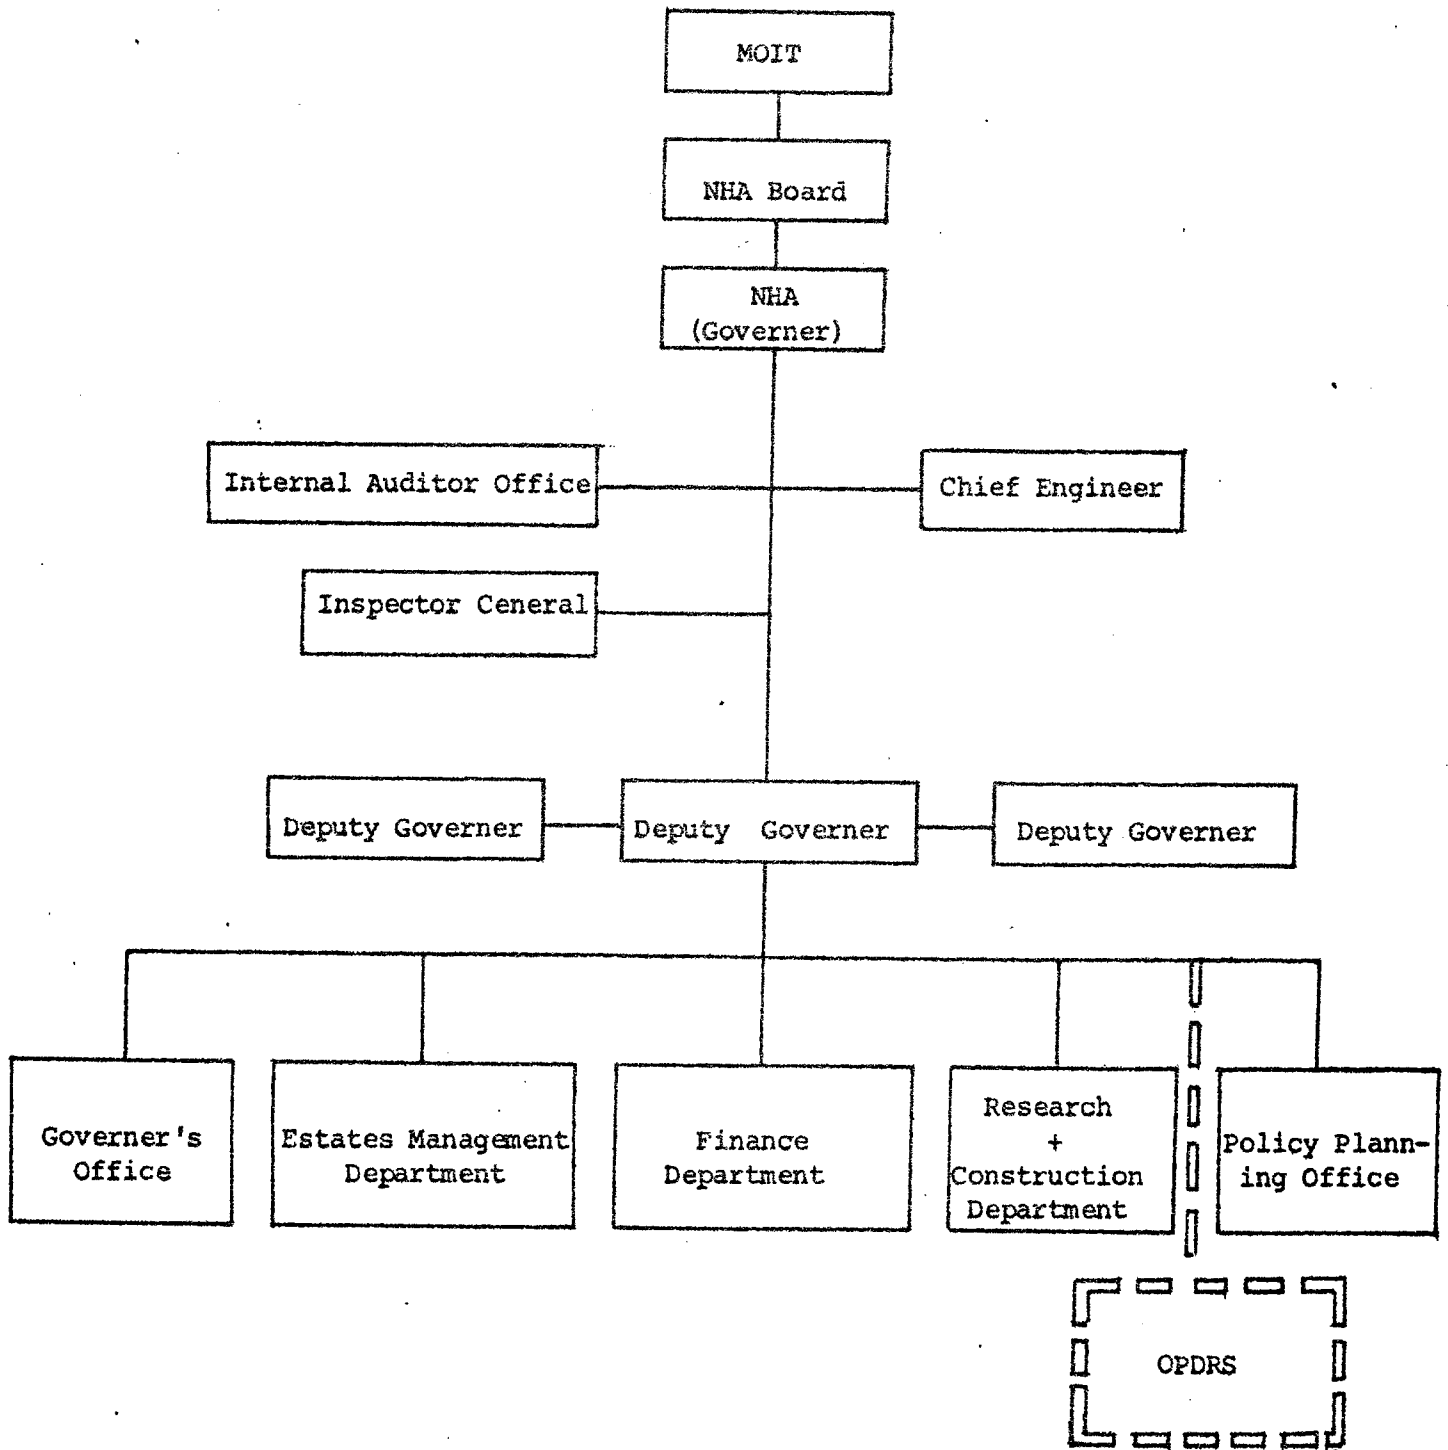 MOIT
NHA Board
NHA
(Governer)
Internal Auditor Office
Chief Engineer
Inspector Ceneral
Deputy Governer
Deputy Governer
Deputy Governer
Governer's
Office
Estates Management
Department
Finance
Department
Research
+
Construction
Department
Policy Plann-
ing Office
OPDRS